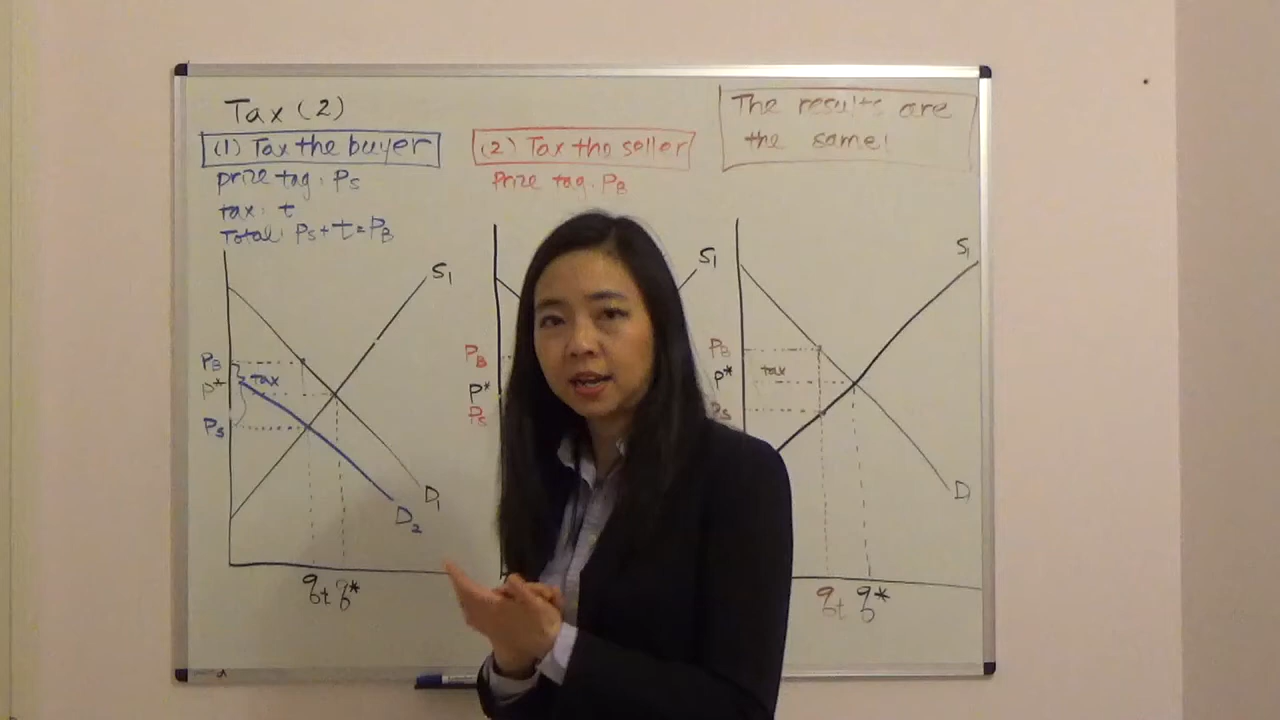 Tax (2)
(1) Tax the buyer
prize tag: Ps
tax: t
Total: Ps + t = PB
S1
PB
tax
P*
Ps
D1
D2
qt q*
(2) Tax the seller
Prize tag: PB
S1
PB
P*
Ps
The results are
the same!
S1
PB
tax
P*
Ps
D1
qt q*